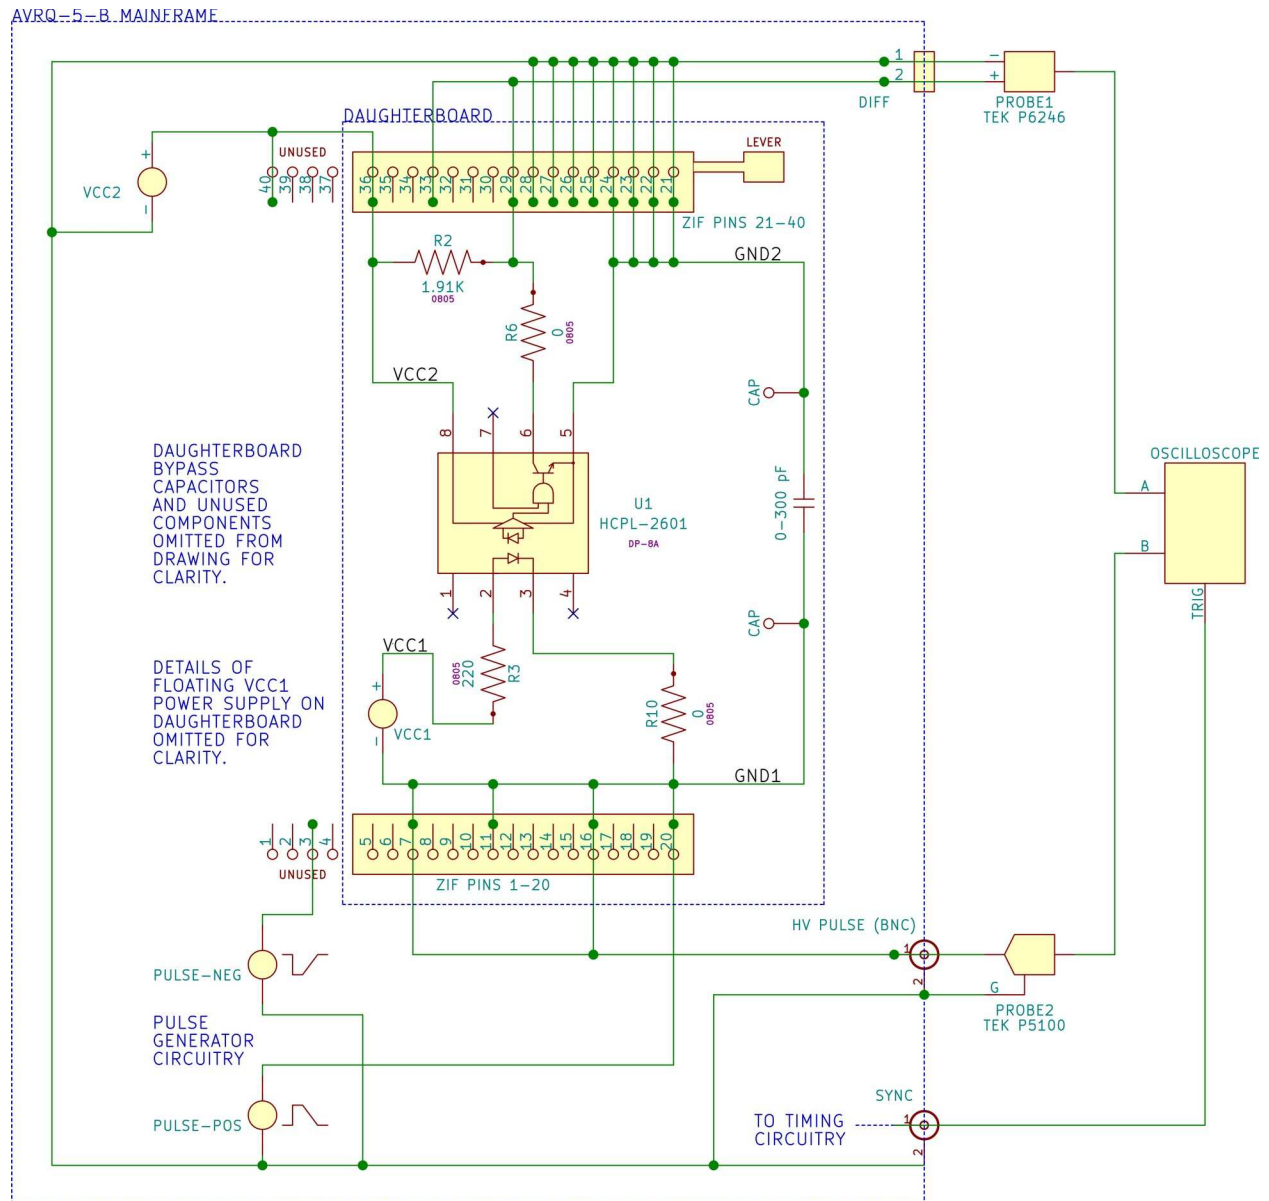 AVRQ-5-B MAINFRAME
1
2
DIFF
-
+
PROBE1
TEK P6246
DAUGHTERBOARD
LEVER
UNUSED
40 39 38 37
36 35 34 33 32 31 30 29 28 27 26 25 24 23 22 21
ZIF PINS 21-40
+
VCC2
-
R2
1.91K
0805
GND2
R6
0
0805
VCC2
CAP
8 7 6 5
DAUGHTERBOARD
BYPASS
CAPACITORS
AND UNUSED
COMPONENTS
OMITTED FROM
DRAWING FOR
CLARITY.
U1
HCPL-2601
DP-8A
0-300 pF
OSCILLOSCOPE
A
B
TRIG
1 2 3 4
CAP
VCC1
0805
220
R3
DETAILS OF
FLOATING VCC1
POWER SUPPLY ON
DAUGHTERBOARD
OMITTED FOR
CLARITY.
+
-
VCC1
R10
0
0805
GND1
1 2 3 4
UNUSED
5 6 7 8 9 10 11 12 13 14 15 16 17 18 19 20
ZIF PINS 1-20
HV PULSE (BNC)
1
2
G
PROBE2
TEK P5100
PULSE-NEG
PULSE
GENERATOR
CIRCUITRY
PULSE-POS
SYNC
TO TIMING
CIRCUITRY
1
2